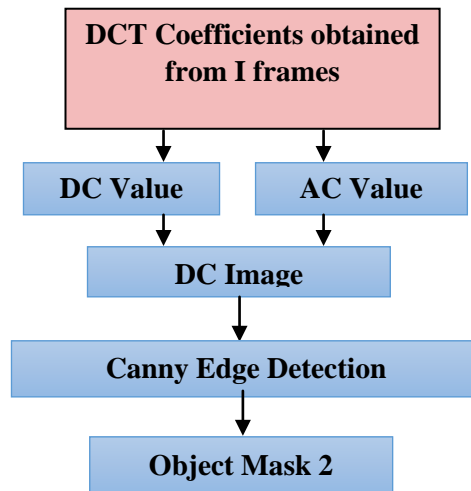 DCT Coefficients obtained
from I frames
DC Value
AC Value
DC Image
Canny Edge Detection
Object Mask 2